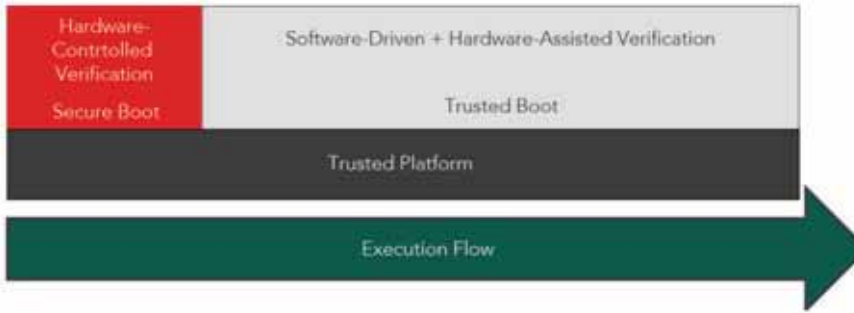 Hardware-
Contrtolled
Verification
Secure Boot
Software-Driven + Hardware-Assisted Verification
Trusted Boot
Trusted Platform
Execution Flow